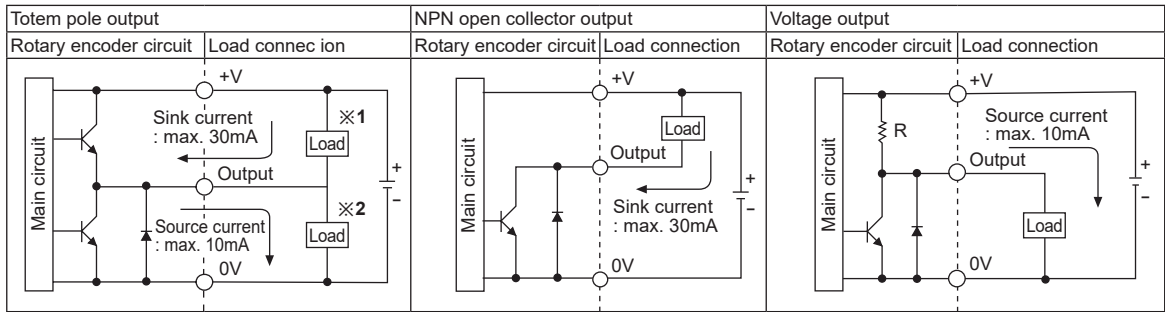 Totem pole output
Rotary encoder circuit
Load connec ion
Main circuit
+V
Sink current
: max. 30mA
※1
Load
Output
+
-
※2
Source current
: max. 10mA
Load
0V
NPN open collector output
Rotary encoder circuit
Load connection
Main circuit
+V
Load
Output
+
-
Sink current
: max. 30mA
0V
Voltage output
Rotary encoder circuit
Load connection
Main circuit
+V
Source current
: max. 10mA
R
Output
+
-
Load
0V